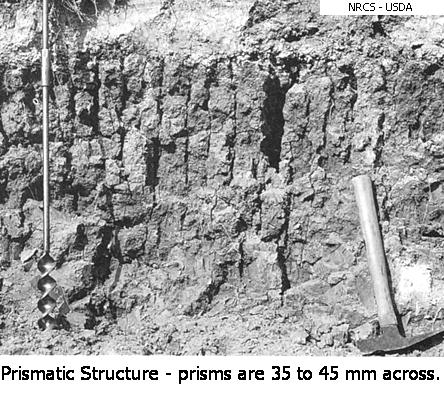 NRCS - USDA
Prismatic Structure - prisms are 35 to 45 mm across.